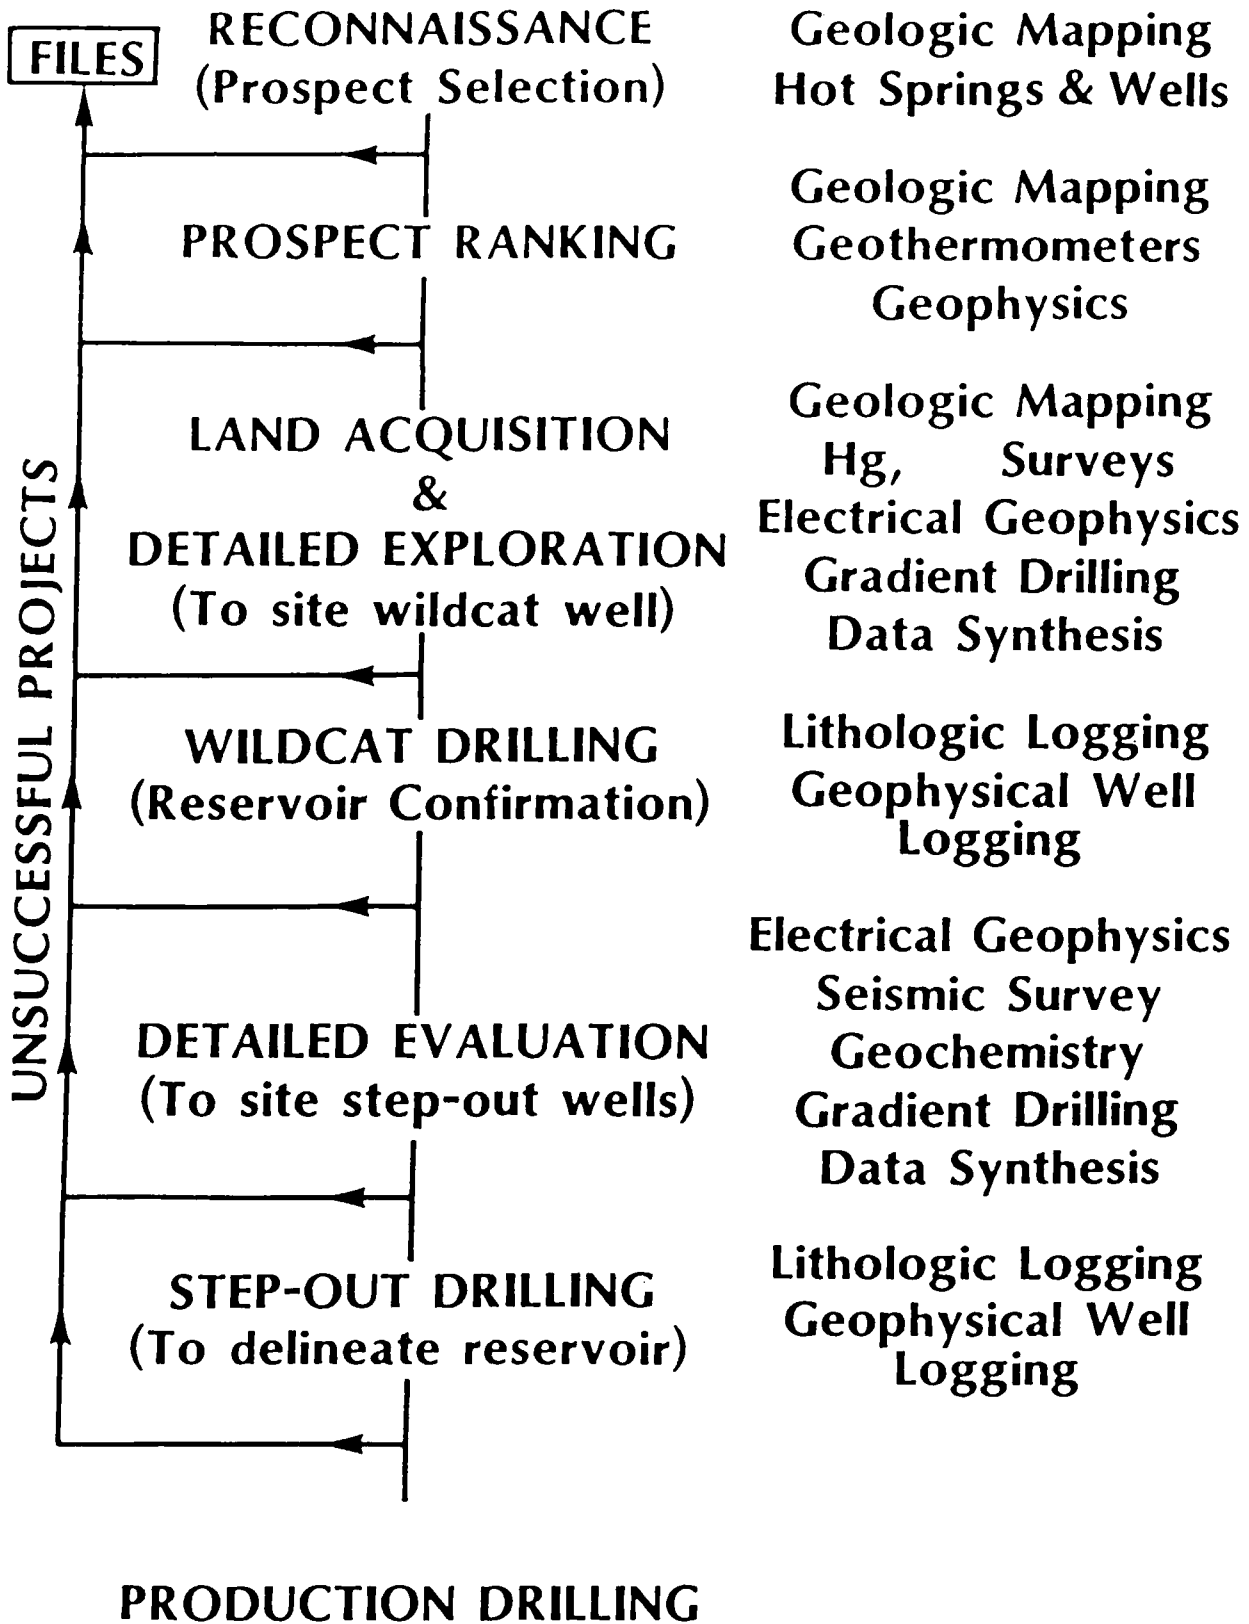 FILES
RECONNAISSANCE
(Prospect Selection)
Geologic Mapping
Hot Springs & Wells
PROSPECT RANKING
Geologic Mapping
Geothermometers
Geophysics
LAND ACQUISITION
&
DETAILED EXPLORATION
(To site wildcat well)
Geologic Mapping
Hg, Surveys
Electrical Geophysics
Gradient Drilling
Data Synthesis
WILDCAT DRILLING
(Reservoir Confirmation)
Lithologic Logging
Geophysical Well
Logging
DETAILED EVALUATION
(To site step-out wells)
Electrical Geophysics
Seismic Survey
Geochemistry
Gradient Drilling
Data Synthesis
STEP-OUT DRILLING
(To delineate reservoir)
Lithologic Logging
Geophysical Well
Logging
PRODUCTION DRILLING
UNSUCCESSFUL PROJECTS